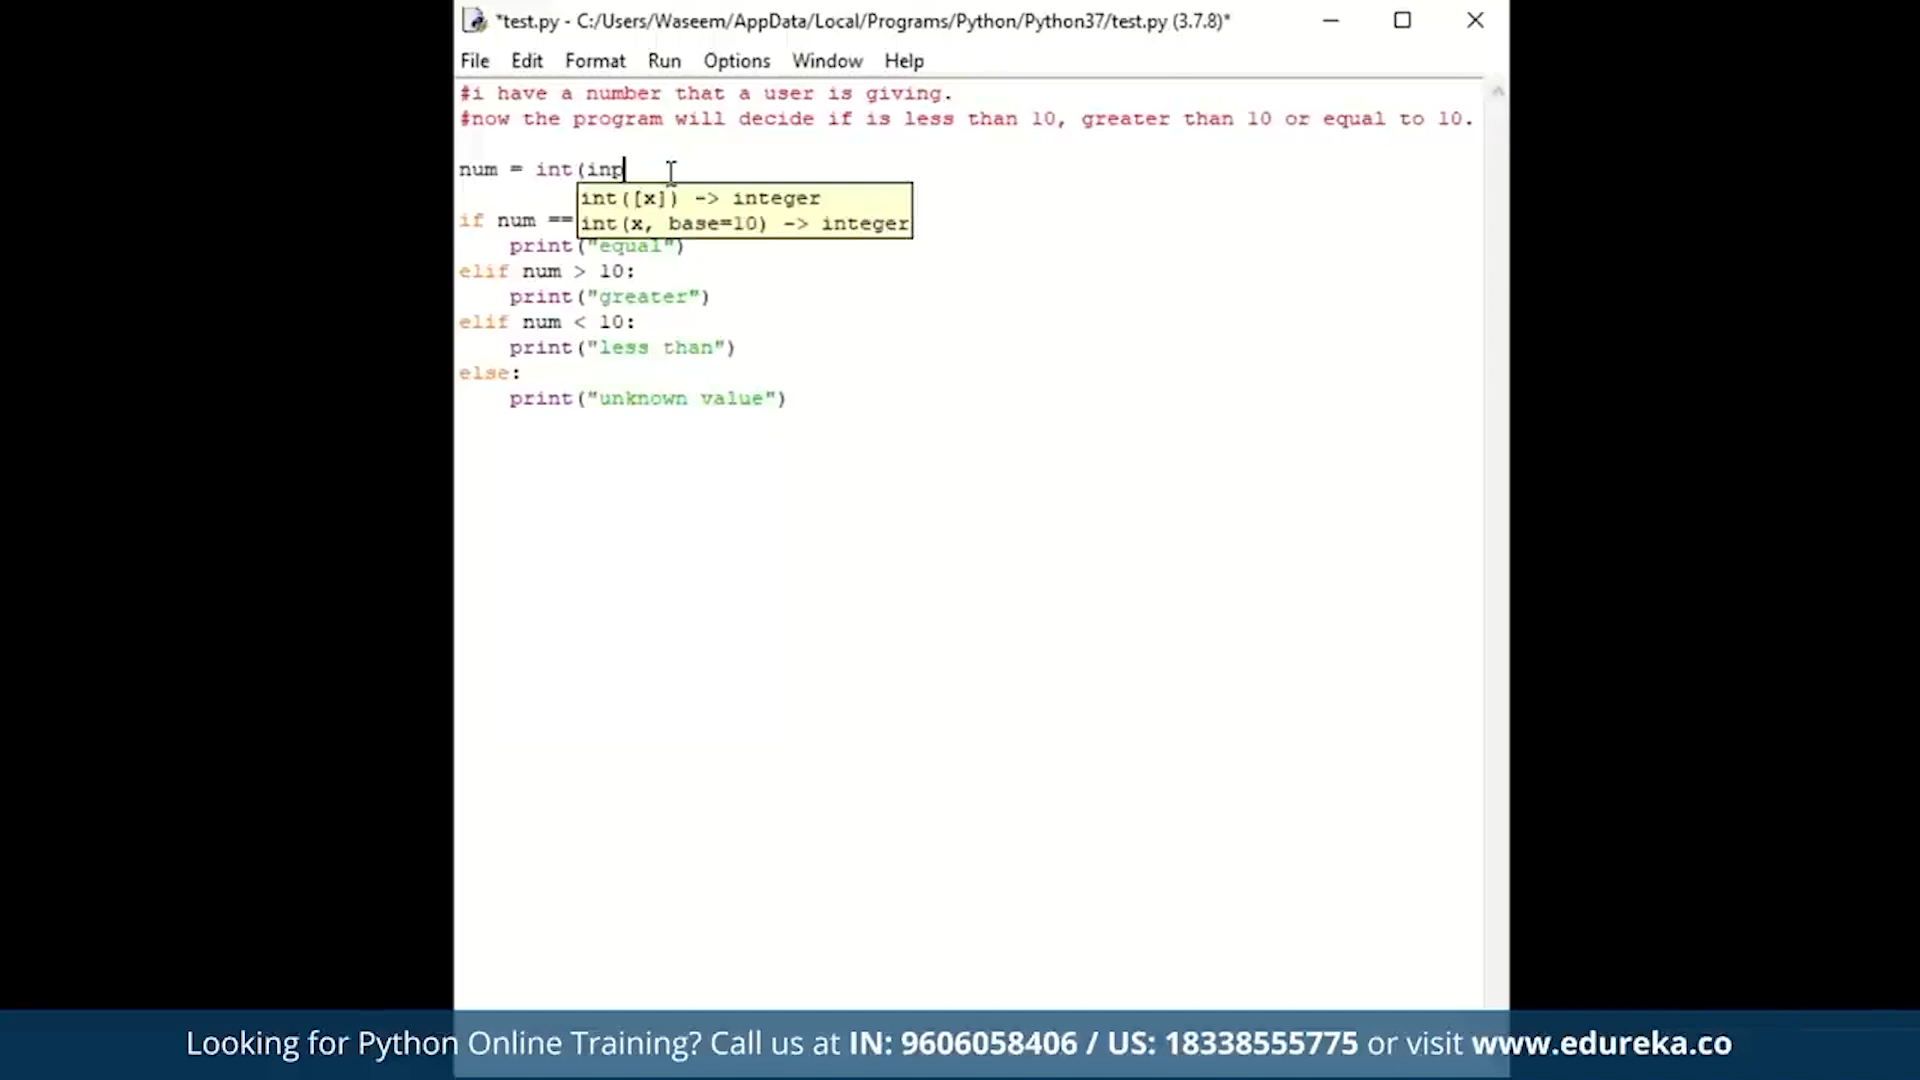 *test.py - C:/Users/Waseem/AppData/Local/Programs/Python/Python37/test.py (3.7.8)*
File Edit Format Run Options Window Help
#i have a number that a user is giving.
#now the program will decide if is less than 10, greater than 10 or equal to 10.
num = int(inp
int([x]) -> integer
if num ==
int(x, base=10) -> integer
print("equal")
elif num > 10:
print("greater")
elif num < 10:
print("less than")
else:
print("unknown value")
Looking for Python Online Training? Call us at IN: 9606058406 / US: 18338555775 or visit www.edureka.co